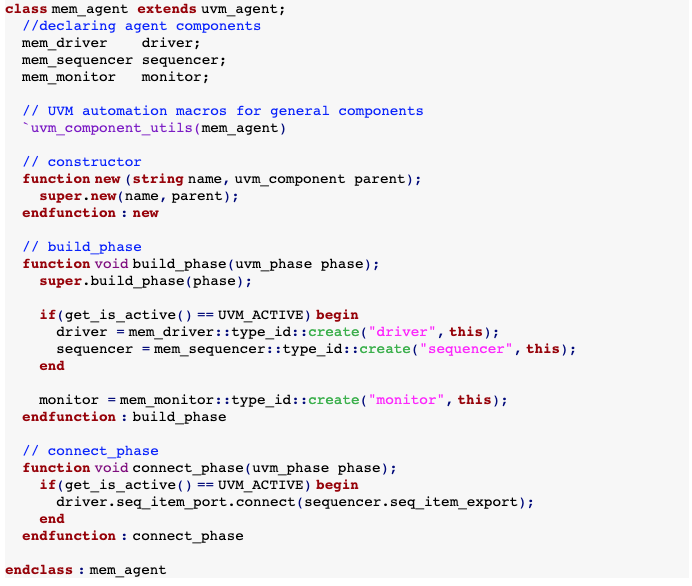 class mem_agent extends uvm_agent;
  //declaring agent components
  mem_driver    driver;
  mem_sequencer sequencer;
  mem_monitor   monitor;

  // UVM automation macros for general components
  `uvm_component_utils(mem_agent)

  // constructor
  function new (string name, uvm_component parent);
    super.new(name, parent);
  endfunction : new

  // build_phase
  function void build_phase(uvm_phase phase);
    super.build_phase(phase);

    if(get_is_active() == UVM_ACTIVE) begin
      driver = mem_driver::type_id::create("driver", this);
      sequencer = mem_sequencer::type_id::create("sequencer", this);
    end

    monitor = mem_monitor::type_id::create("monitor", this);
  endfunction : build_phase

  // connect_phase
  function void connect_phase(uvm_phase phase);
    if(get_is_active() == UVM_ACTIVE) begin
      driver.seq_item_port.connect(sequencer.seq_item_export);
    end
  endfunction : connect_phase

endclass : mem_agent